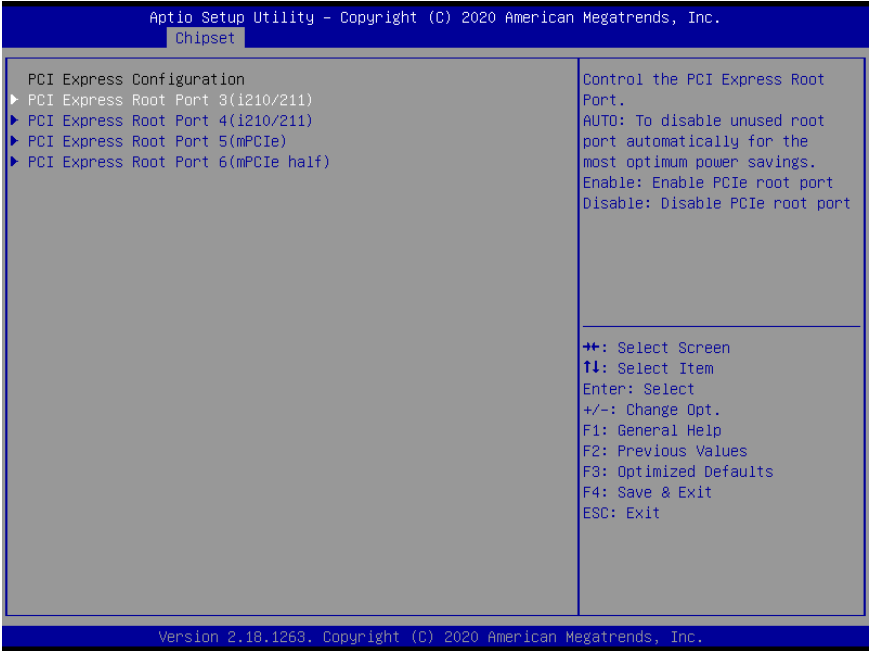 Aptio Setup Utility – Copyright (C) 2020 American Megatrends, Inc.
Chipset
PCI Express Configuration
PCI Express Root Port 3(i210/211)
PCI Express Root Port 4(i210/211)
PCI Express Root Port 5(mPCIe)
PCI Express Root Port 6(mPCIe half)
Control the PCI Express Root
Port.
AUTO: To disable unused root
port automatically for the
most optimum power savings.
Enable: Enable PCIe root port
Disable: Disable PCIe root port
→←: Select Screen
↑↓: Select Item
Enter: Select
+/-: Change Opt.
F1: General Help
F2: Previous Values
F3: Optimized Defaults
F4: Save & Exit
ESC: Exit
Version 2.18.1263. Copyright (C) 2020 American Megatrends, Inc.